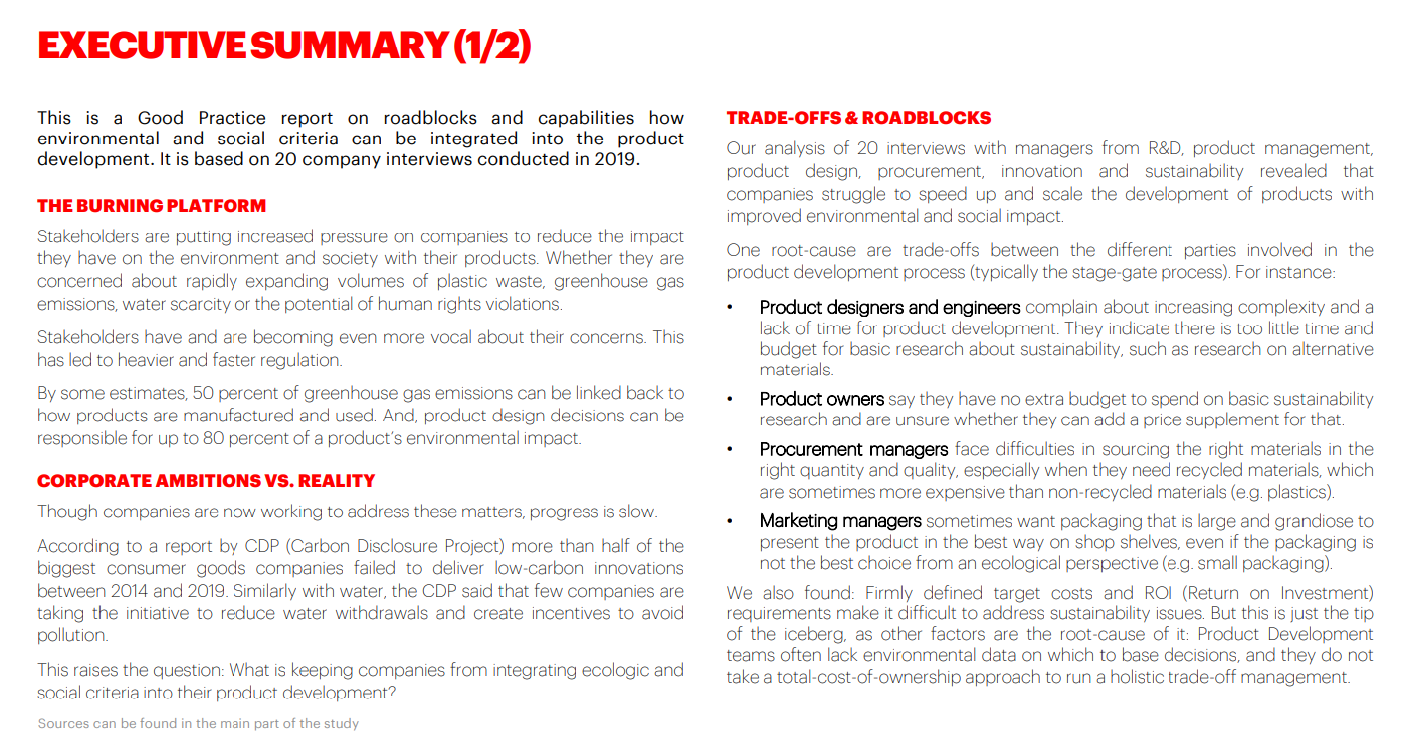 EXECUTIVE SUMMARY (1/2)
This is a Good Practice report on roadblocks and capabilities how
environmental and social criteria can be integrated into the product
development. It is based on 20 company interviews conducted in 2019.
THE BURNING PLATFORM
Stakeholders are putting increased pressure on companies to reduce the impact
they have on the environment and society with their products. Whether they are
concerned about rapidly expanding volumes of plastic waste, greenhouse gas
emissions, water scarcity or the potential of human rights violations.
Stakeholders have and are becoming even more vocal about their concerns. This
has led to heavier and faster regulation.
By some estimates, 50 percent of greenhouse gas emissions can be linked back to
how products are manufactured and used. And, product design decisions can be
responsible for up to 80 percent of a product's environmental impact.
CORPORATE AMBITIONS VS. REALITY
Though companies are now working to address these matters, progress is slow.
According to a report by CDP (Carbon Disclosure Project) more than half of the
biggest consumer goods companies failed to deliver low-carbon innovations
between 2014 and 2019. Similarly with water, the CDP said that few companies are
taking the initiative to reduce water withdrawals and create incentives to avoid
pollution.
This raises the question: What is keeping companies from integrating ecologic and
social criteria into their product development?
Sources can be found in the main part of the study
TRADE-OFFS & ROADBLOCKS
Our analysis of 20 interviews with managers from R&D, product management,
product design, procurement, innovation and sustainability revealed that
companies struggle to speed up and scale the development of products with
improved environmental and social impact.
One root-cause are trade-offs between the different parties involved in the
product development process (typically the stage-gate process). For instance:
• Product designers and engineers complain about increasing complexity and a
lack of time for product development. They indicate there is too little time and
budget for basic research about sustainability, such as research on alternative
materials.
• Product owners say they have no extra budget to spend on basic sustainability
research and are unsure whether they can add a price supplement for that.
• Procurement managers face difficulties in sourcing the right materials in the
right quantity and quality, especially when they need recycled materials, which
are sometimes more expensive than non-recycled materials (e.g. plastics).
• Marketing managers sometimes want packaging that is large and grandiose to
present the product in the best way on shop shelves, even if the packaging is
not the best choice from an ecological perspective (e.g. small packaging).
We also found: Firmly defined target costs and ROI (Return on Investment)
requirements make it difficult to address sustainability issues. But this is just the tip
of the iceberg, as other factors are the root-cause of it: Product Development
teams often lack environmental data on which to base decisions, and they do not
take a total-cost-of-ownership approach to run a holistic trade-off management.